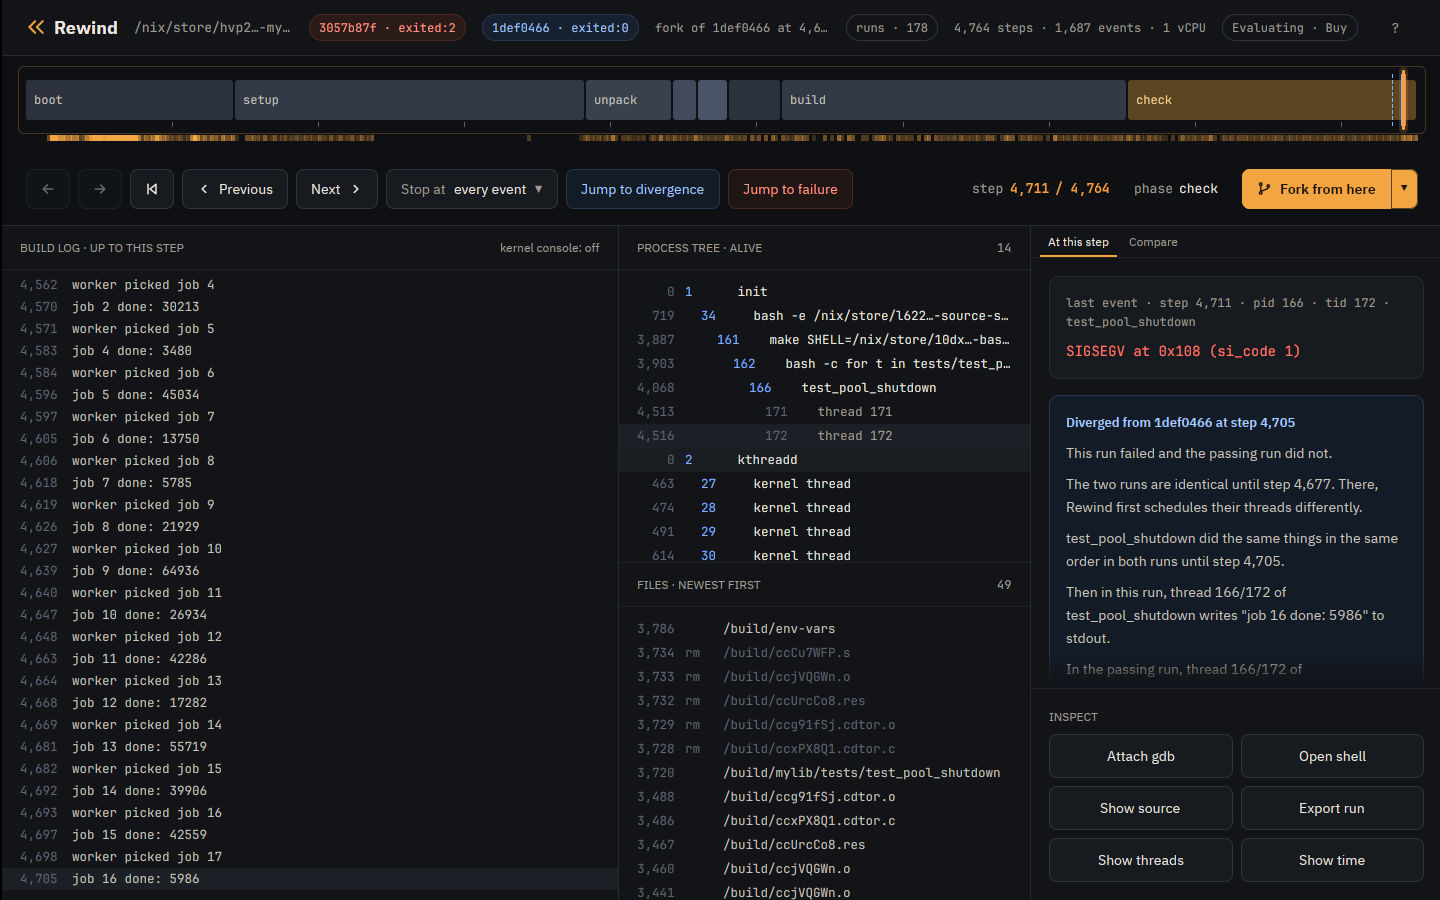 Rewind
/nix/store/hvp2…-my…
3057b87f · exited:2
1def0466 · exited:0
fork of 1def0466 at 4,6…
runs · 178
4,764 steps · 1,687 events · 1 vCPU
Evaluating · Buy
?
boot
setup
unpack
build
check
Previous
Next
Stop at every event
Jump to divergence
Jump to failure
step 4,711 / 4,764
phase check
Fork from here
BUILD LOG · UP TO THIS STEP
kernel console: off
4,562 worker picked job 4
4,570 job 2 done: 30213
4,571 worker picked job 5
4,583 job 4 done: 3480
4,584 worker picked job 6
4,596 job 5 done: 45034
4,597 worker picked job 7
4,605 job 6 done: 13750
4,606 worker picked job 8
4,618 job 7 done: 5785
4,619 worker picked job 9
4,626 job 8 done: 21929
4,627 worker picked job 10
4,639 job 9 done: 64936
4,640 worker picked job 11
4,647 job 10 done: 26934
4,648 worker picked job 12
4,663 job 11 done: 42286
4,664 worker picked job 13
4,668 job 12 done: 17282
4,669 worker picked job 14
4,681 job 13 done: 55719
4,682 worker picked job 15
4,692 job 14 done: 39906
4,693 worker picked job 16
4,697 job 15 done: 42559
4,698 worker picked job 17
4,705 job 16 done: 5986
PROCESS TREE · ALIVE
14
0 1 init
719 34 bash -e /nix/store/l622…-source-s…
3,887 161 make SHELL=/nix/store/10dx…-bas…
3,903 162 bash -c for t in tests/test_p…
4,068 166 test_pool_shutdown
4,513 171 thread 171
4,516 172 thread 172
0 2 kthreadd
463 27 kernel thread
474 28 kernel thread
491 29 kernel thread
614 30 kernel thread
FILES · NEWEST FIRST
49
3,786 /build/env-vars
3,734 rm /build/ccCu7WFP.s
3,733 rm /build/ccjVQGWn.o
3,732 rm /build/ccUrcCo8.res
3,729 rm /build/ccg91fSj.cdtor.o
3,728 rm /build/ccxPX8Q1.cdtor.c
3,720 /build/mylib/tests/test_pool_shutdown
3,488 /build/ccg91fSj.cdtor.o
3,486 /build/ccxPX8Q1.cdtor.c
3,467 /build/ccUrcCo8.res
3,460 /build/ccjVQGWn.o
3,441 /build/ccjVQGWn.o
At this step
Compare
last event · step 4,711 · pid 166 · tid 172 ·
test_pool_shutdown
SIGSEGV at 0x108 (si_code 1)
Diverged from 1def0466 at step 4,705
This run failed and the passing run did not.
The two runs are identical until step 4,677. There,
Rewind first schedules their threads differently.
test_pool_shutdown did the same things in the same
order in both runs until step 4,705.
Then in this run, thread 166/172 of
test_pool_shutdown writes "job 16 done: 5986" to
stdout.
In the passing run, thread 166/172 of
INSPECT
Attach gdb
Open shell
Show source
Export run
Show threads
Show time